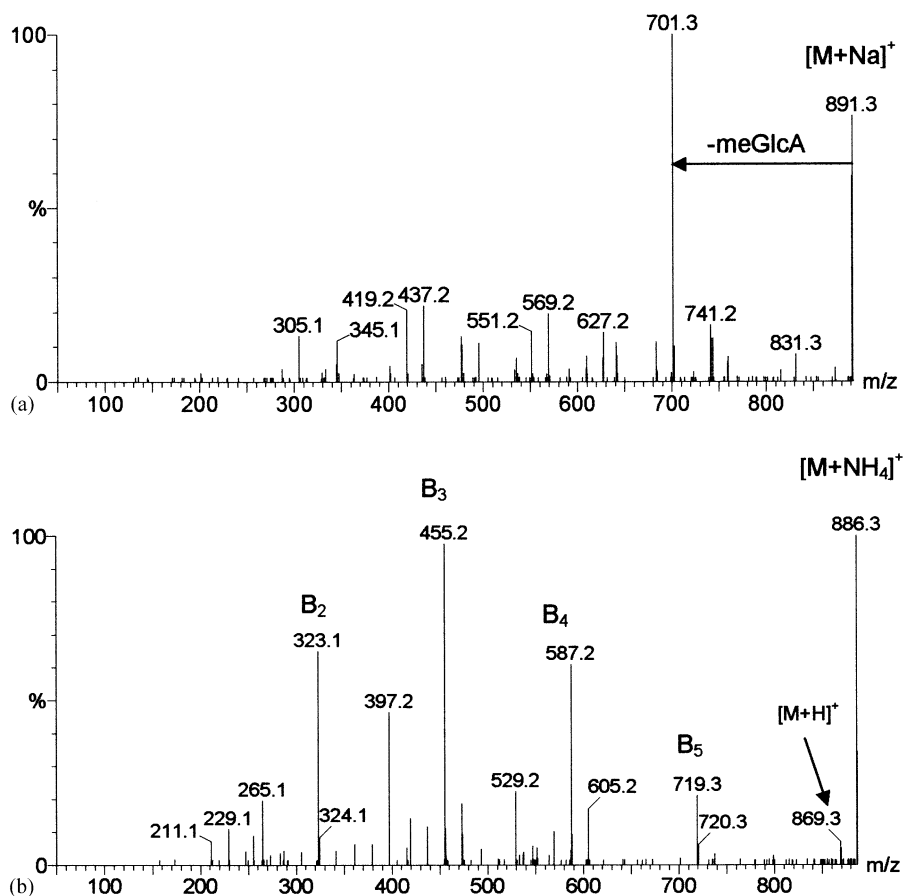 100
701.3
[M+Na]+
891.3
-meGlcA
%
419.2 437.2
305.1
345.1
551.2
569.2
627.2
741.2
831.3
0
m/z
(a)
100 200 300 400 500 600 700 800
[M+NH4]+
B3
100
455.2
886.3
B2
323.1
B4
587.2
%
397.2
[M+H]+
B5
719.3
265.1
529.2
605.2
211.1
229.1
324.1
720.3
869.3
0
m/z
(b)
100 200 300 400 500 600 700 800